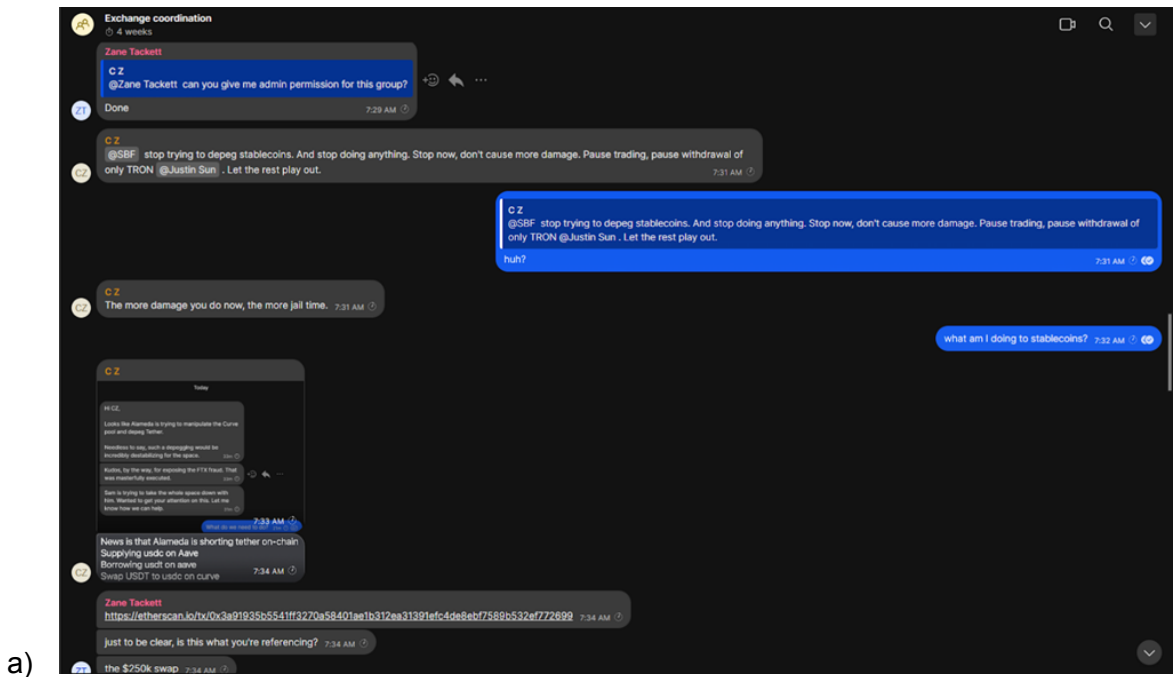 Exchange coordination
4 weeks
Zane Tackett
C Z
@Zane Tackett can you give me admin permission for this group?
ZT
Done
7:29 AM
C Z
@SBF stop trying to depeg stablecoins. And stop doing anything. Stop now, don't cause more damage. Pause trading, pause withdrawal of
only TRON @Justin Sun . Let the rest play out.
7:31 AM
CZ
C Z
@SBF stop trying to depeg stablecoins. And stop doing anything. Stop now, don't cause more damage. Pause trading, pause withdrawal of
only TRON @Justin Sun . Let the rest play out.
huh?
7:31 AM
C Z
The more damage you do now, the more jail time. 7:31 AM
CZ
what am I doing to stablecoins? 7:32 AM
C Z
Today
Hi CZ,
Looks like Alameda is trying to manipulate the Curve
pool and depeg Tether.
Needless to say, such a depegging would be
incredibly destabilizing for the space.
Kudos, by the way, for exposing the FTX fraud. That
was masterfully executed.
Sam is trying to take the whole space down with
him. Wanted to get your attention on this. Let me
know how we can help.
What do we need to do?
7:33 AM
News is that Alameda is shorting tether on-chain
Supplying usdc on Aave
Borrowing usdt on aave
Swap USDT to usdc on curve
7:34 AM
CZ
Zane Tackett
https://etherscan.io/tx/0x3a91935b5541ff3270a58401ae1b312ea31391efc4de8ebf7589b532ef772699 7:34 AM
just to be clear, is this what you're referencing? 7:34 AM
ZT
the $250k swap 7:34 AM
a)